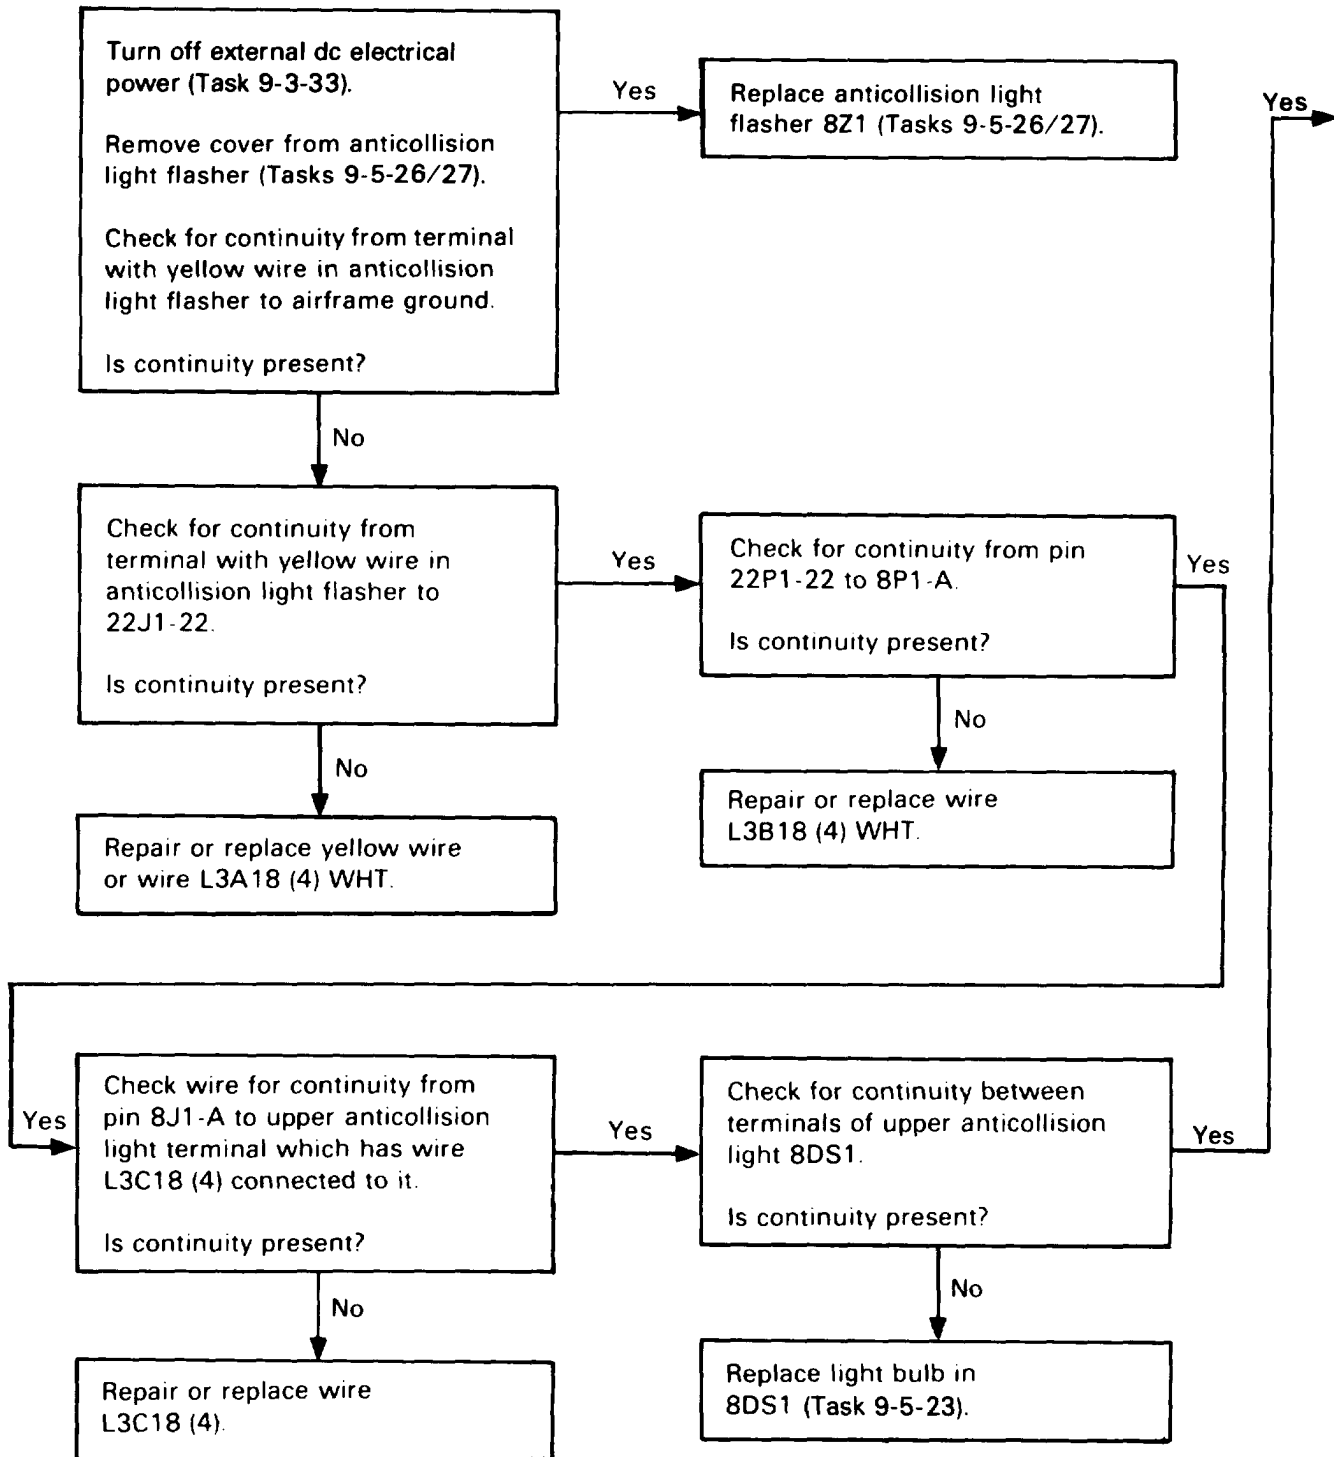 Turn off external dc electrical
power (Task 9-3-33).
Remove cover from anticollision
light flasher (Tasks 9-5-26/27).
Check for continuity from terminal
with yellow wire in anticollision
light flasher to airframe ground.
Is continuity present?
Yes
Replace anticollision light
flasher 8Z1 (Tasks 9-5-26/27).
Yes
No
Check for continuity from
terminal with yellow wire in
anticollision light flasher to
22J1-22.
Is continuity present?
Yes
Check for continuity from pin
22P1-22 to 8P1-A.
Is continuity present?
Yes
No
Repair or replace yellow wire
or wire L3A18 (4) WHT.
No
Repair or replace wire
L3B18 (4) WHT.
Yes
Check wire for continuity from
pin 8J1-A to upper anticollision
light terminal which has wire
L3C18 (4) connected to it.
Is continuity present?
Yes
Check for continuity between
terminals of upper anticollision
light 8DS1.
Is continuity present?
Yes
No
Repair or replace wire
L3C18 (4).
No
Replace light bulb in
8DS1 (Task 9-5-23).